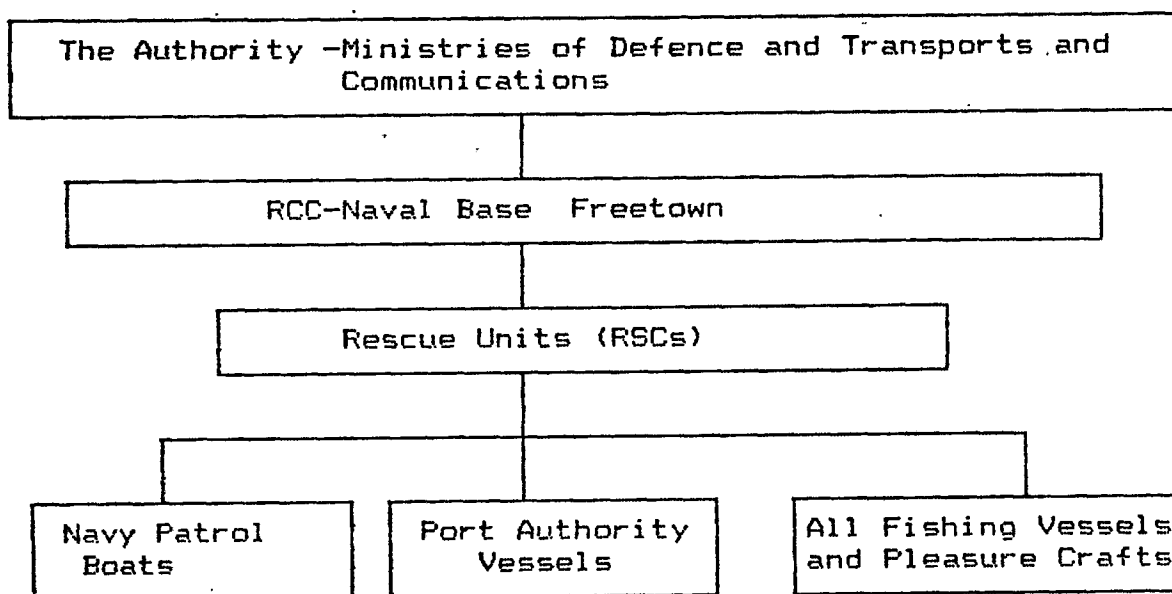 The Authority -Ministries of Defence and Transports and
Communications
RCC-Naval Base Freetown
Rescue Units (RSCs)
Navy Patrol
Boats
Port Authority
Vessels
All Fishing Vessels
and Pleasure Crafts